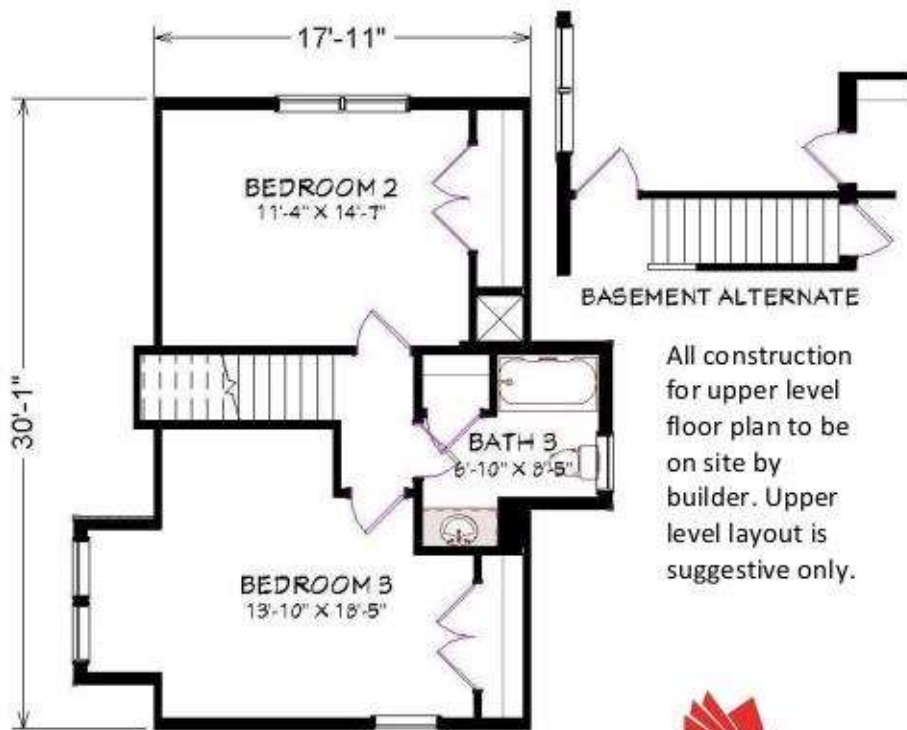 17'-11"
30'-1"
BEDROOM 2
11'-4" X 14'-7"
BASEMENT ALTERNATE
BATH 3
8'-5"
BEDROOM 3
13'-10" X 18'-5"
All construction
for upper level
floor plan to be
on site by
builder. Upper
level layout is
suggestive only.